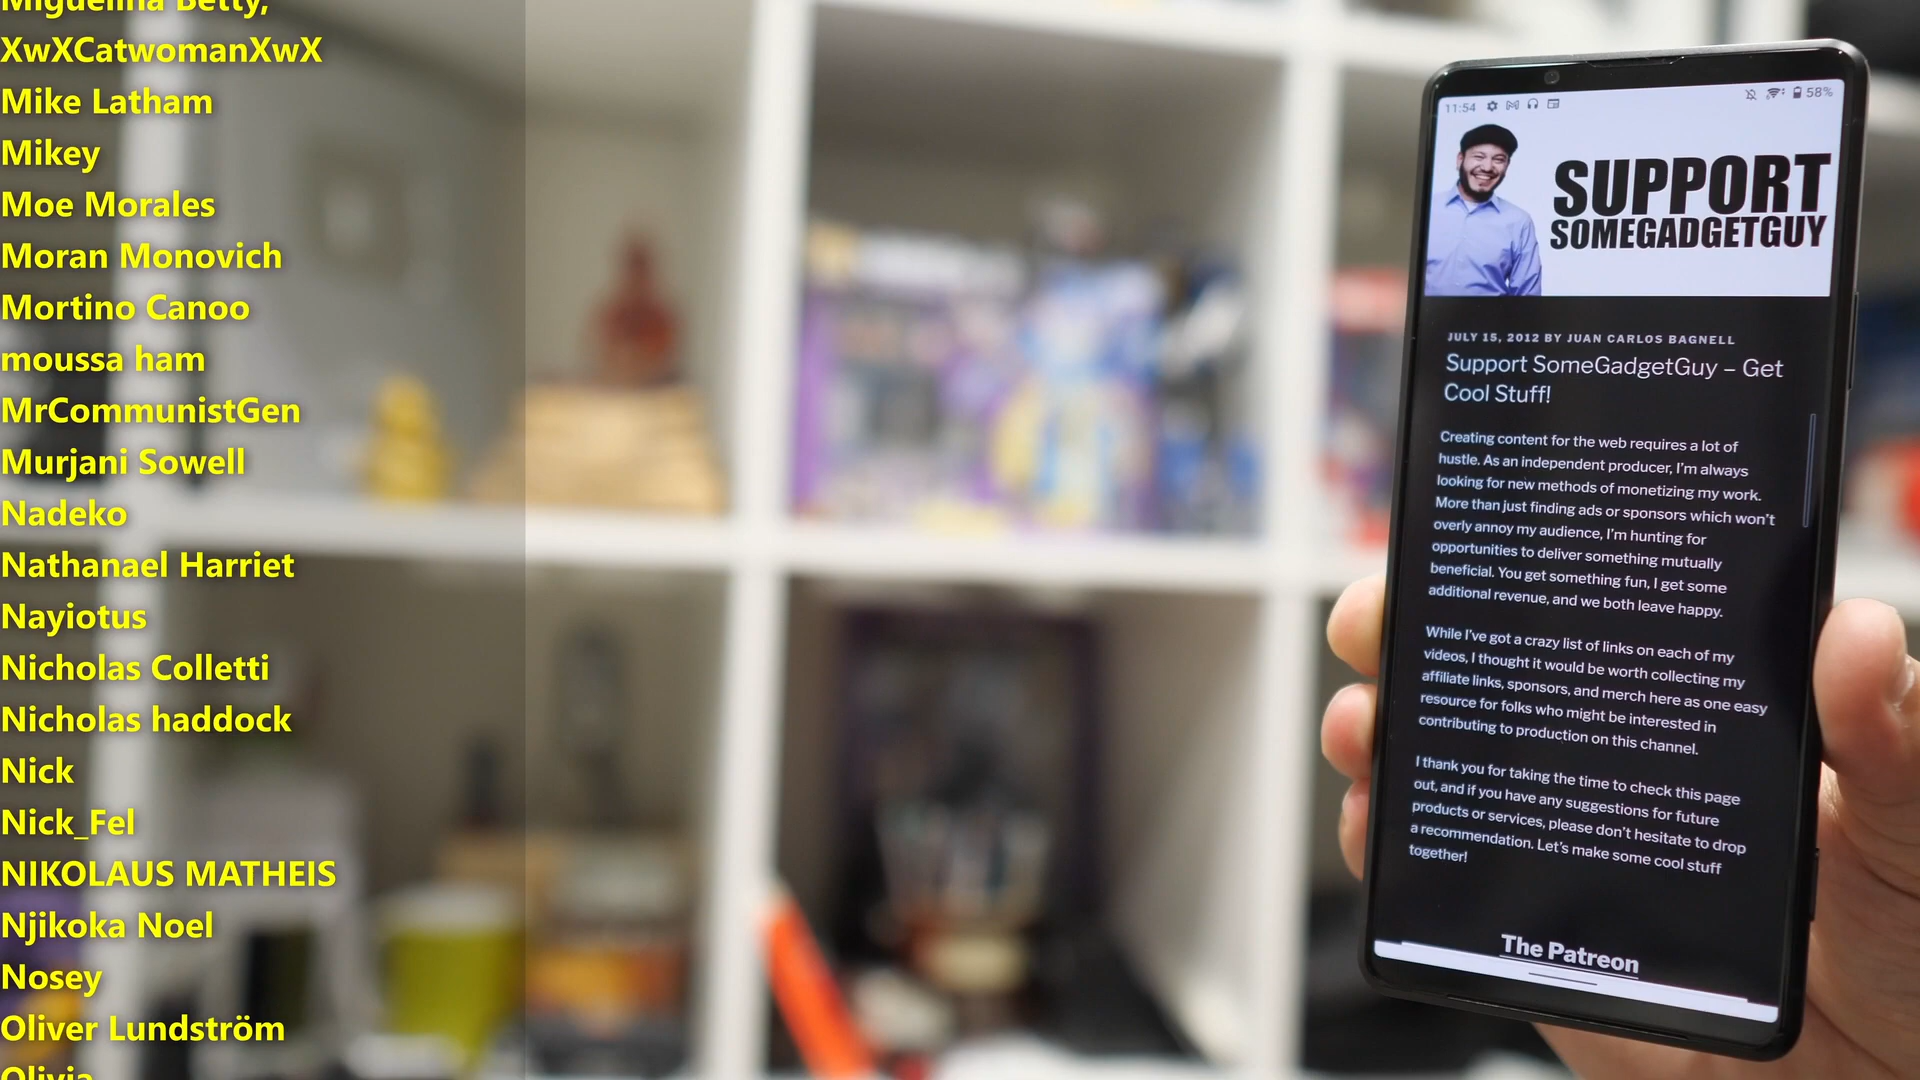 Miguelina Betty,
XwXCatwomanXwX
Mike Latham
Mikey
Moe Morales
Moran Monovich
Mortino Canoo
moussa ham
MrCommunistGen
Murjani Sowell
Nadeko
Nathanael Harriet
Nayiotus
Nicholas Colletti
Nicholas haddock
Nick
Nick_Fel
NIKOLAUS MATHEIS
Njikoka Noel
Nosey
Oliver Lundström
Olivia
11:54
58%
SUPPORT
SOMEGADGETGUY
JULY 15, 2012 BY JUAN CARLOS BAGNELL
Support SomeGadgetGuy – Get
Cool Stuff!
Creating content for the web requires a lot of
hustle. As an independent producer, I'm always
looking for new methods of monetizing my work.
More than just finding ads or sponsors which won't
overly annoy my audience, I'm hunting for
opportunities to deliver something mutually
beneficial. You get something fun, I get some
additional revenue, and we both leave happy.
While I've got a crazy list of links on each of my
videos, I thought it would be worth collecting my
affiliate links, sponsors, and merch here as one easy
resource for folks who might be interested in
contributing to production on this channel.
I thank you for taking the time to check this page
out, and if you have any suggestions for future
products or services, please don't hesitate to drop
a recommendation. Let's make some cool stuff
together!
The Patreon